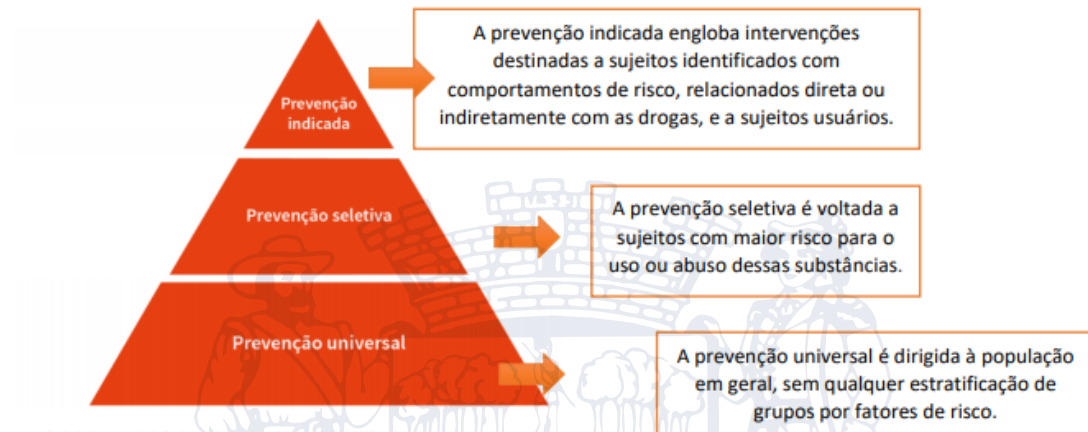 Prevenção
indicada
A prevenção indicada engloba intervenções
destinadas a sujeitos identificados com
comportamentos de risco, relacionados direta ou
indiretamente com as drogas, e a sujeitos usuários.
Prevenção seletiva
A prevenção seletiva é voltada a
sujeitos com maior risco para o
uso ou abuso dessas substâncias.
Prevenção universal
A prevenção universal é dirigida à população
em geral, sem qualquer estratificação de
grupos por fatores de risco.